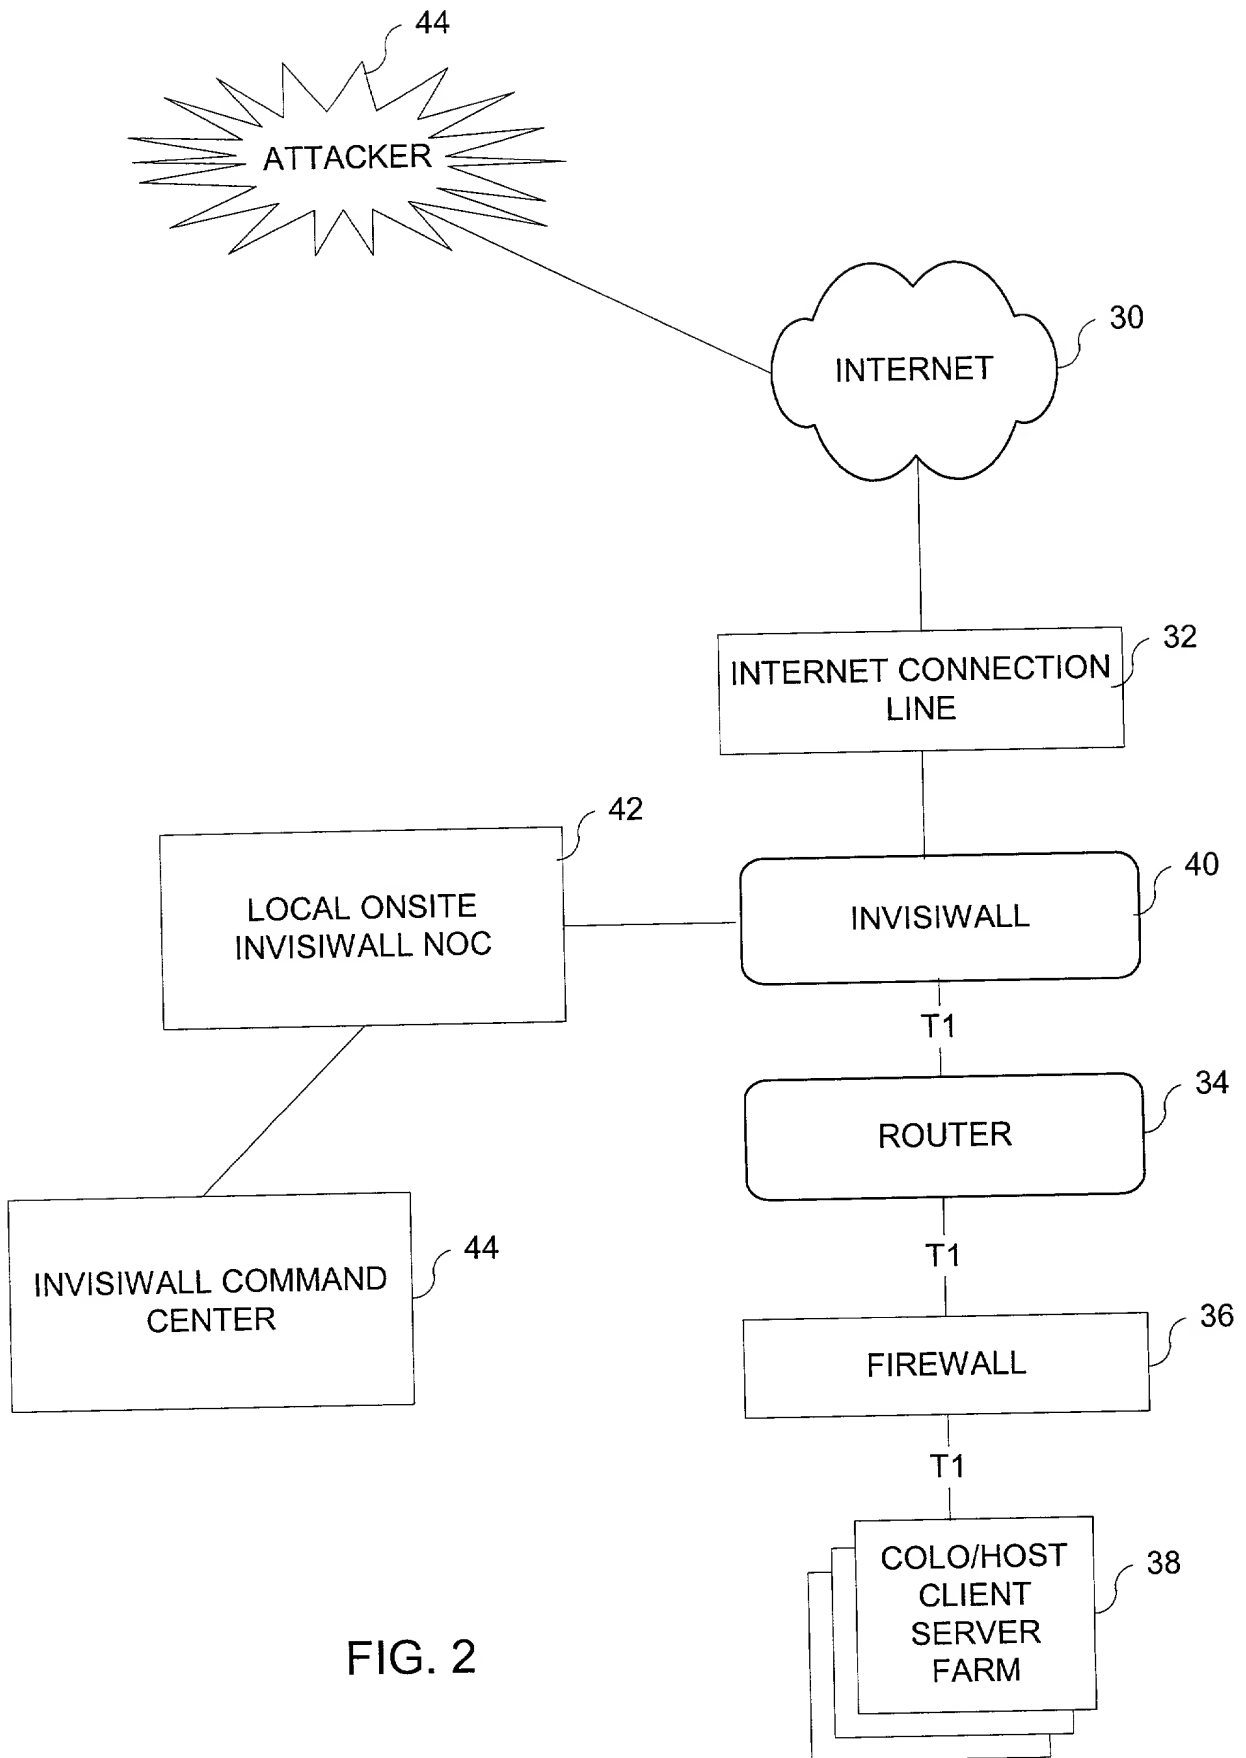 44
ATTACKER
30
INTERNET
32
INTERNET CONNECTION
LINE
42
LOCAL ONSITE
INVISIWALL NOC
40
INVISIWALL
T1
34
ROUTER
44
INVISIWALL COMMAND
CENTER
T1
36
FIREWALL
T1
38
COLO/HOST
CLIENT
SERVER
FARM
FIG. 2